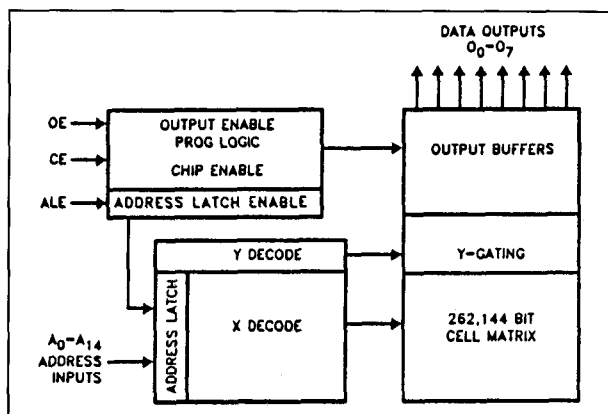 DATA OUTPUTS
O0-O7
OE
CE
ALE
OUTPUT ENABLE
PROG LOGIC
CHIP ENABLE
ADDRESS LATCH ENABLE
OUTPUT BUFFERS
Y DECODE
Y-GATING
ADDRESS LATCH
X DECODE
262,144 BIT
CELL MATRIX
A0-A14
ADDRESS
INPUTS